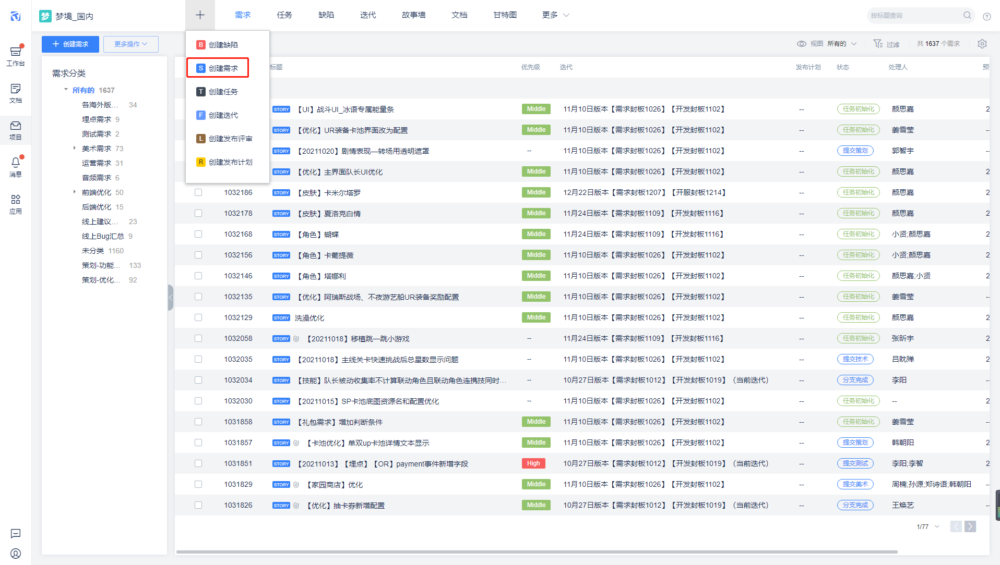 梦 梦境_国内
需求 任务 缺陷 迭代 故事墙 文档 甘特图 更多
按标题查询
工作台
文档
项目
消息
应用
创建需求 更多操作
视图 所有的 过滤 共 1637 个需求
B 创建缺陷
S 创建需求
T 创建任务
F 创建迭代
L 创建发布评审
R 创建发布计划
需求分类
所有的 1637
各海外版... 34
埋点需求 9
测试需求 2
美术需求 73
运营需求 31
音频需求 6
前端优化 50
后端优化 15
线上建议... 23
线上Bug汇总 9
未分类 1160
策划-功能... 133
策划-优化... 92
标题 优先级 迭代 发布计划 状态 处理人 预
STORY 【UI】战斗UI_冰语专属能量条 Middle 11月10日版本【需求封板1026】【开发封板1102】 -- 任务初始化 颜思嘉 2
STORY 【优化】UR装备卡池界面改为配置 Middle 11月10日版本【需求封板1026】【开发封板1102】 -- 任务初始化 姜雪莹 --
STORY 【20211020】剧情表现—转场用透明遮罩 -- 11月10日版本【需求封板1026】【开发封板1102】 -- 提交策划 郭智宇 --
STORY 【优化】主界面队长UI优化 Middle 11月10日版本【需求封板1026】【开发封板1102】 -- 任务初始化 颜思嘉 2
1032186 STORY 【皮肤】卡米尔塔罗 Middle 12月22日版本【需求封板1207】【开服封板1214】 -- 任务初始化 颜思嘉 2
1032178 STORY 【皮肤】夏洛克白情 Middle 11月24日版本【需求封板1109】【开发封板1116】 -- 任务初始化 颜思嘉 2
1032168 STORY 【角色】蝴蝶 Middle 11月24日版本【需求封板1109】【开发封板1116】 -- 任务初始化 小贤;颜思嘉 2
1032156 STORY 【角色】卡葡提薇 Middle 11月10日版本【需求封板1026】【开发封板1102】 -- 任务初始化 小贤;颜思嘉 2
1032146 STORY 【角色】塔娜利 Middle 11月10日版本【需求封板1026】【开发封板1102】 -- 任务初始化 颜思嘉;小贤 2
1032135 STORY 【优化】阿瑞斯战场、不夜游艺船UR装备奖励配置 Middle 11月10日版本【需求封板1026】【开发封板1102】 -- 任务初始化 姜雪莹 --
1032129 STORY 洗澡优化 Middle 11月10日版本【需求封板1026】【开发封板1102】 -- 任务初始化 颜思嘉 2
1032058 STORY 【20211018】移植跳一跳小游戏 -- 11月24日版本【需求封板1109】【开发封板1116】 -- 任务初始化 张昕宇 2
1032035 STORY 【20211018】主线关卡快速挑战后总星数显示问题 -- 11月10日版本【需求封板1026】【开发封板1102】 -- 提交技术 吕眈殚 2
1032034 STORY 【技能】队长被动收集率不计算联动角色且联动角色连携技同时... -- 10月27日版本【需求封板1012】【开发封板1019】（当前迭代） -- 分支完成 李阳 --
1032030 STORY 【20211015】SP卡池底图资源名和配置优化 -- 11月10日版本【需求封板1026】【开发封板1102】 -- 任务初始化 -- 2
1031858 STORY 【礼包需求】增加判断条件 Middle 11月10日版本【需求封板1026】【开发封板1102】 -- 任务初始化 姜雪莹 --
1031857 STORY 【卡池优化】单双up卡池详情文本显示 Middle 11月10日版本【需求封板1026】【开发封板1102】 -- 提交策划 韩朝阳 2
1031851 STORY 【20211013】【埋点】【OR】payment事件新增字段 High 10月27日版本【需求封板1012】【开发封板1019】（当前迭代） -- 提交测试 李阳;李智 2
1031829 STORY 【家园商店】优化 Middle 11月10日版本【需求封板1026】【开发封板1102】 -- 提交美术 周楠;孙源;郑诗语;韩朝阳 --
1031826 STORY 【优化】抽卡券新增配置 Middle 10月27日版本【需求封板1012】【开发封板1019】（当前迭代） -- 分支完成 王焕艺 --
1/77